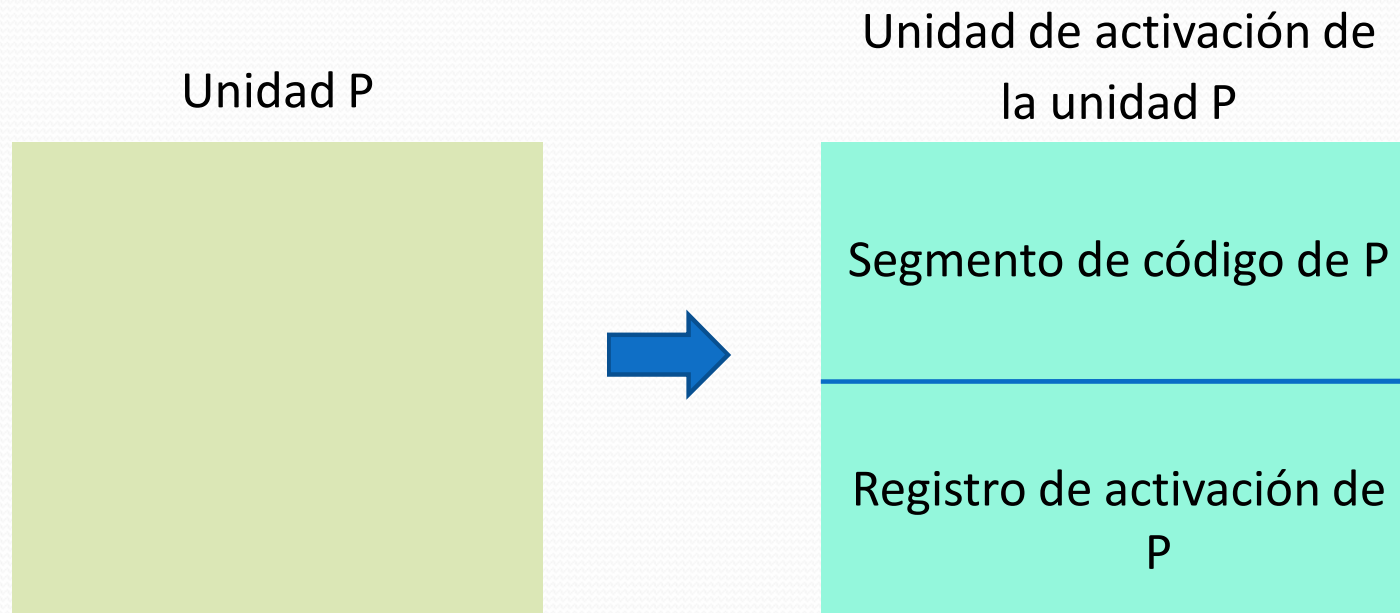 Unidad P
Unidad de activación de
la unidad P
Segmento de código de P
Registro de activación de
P